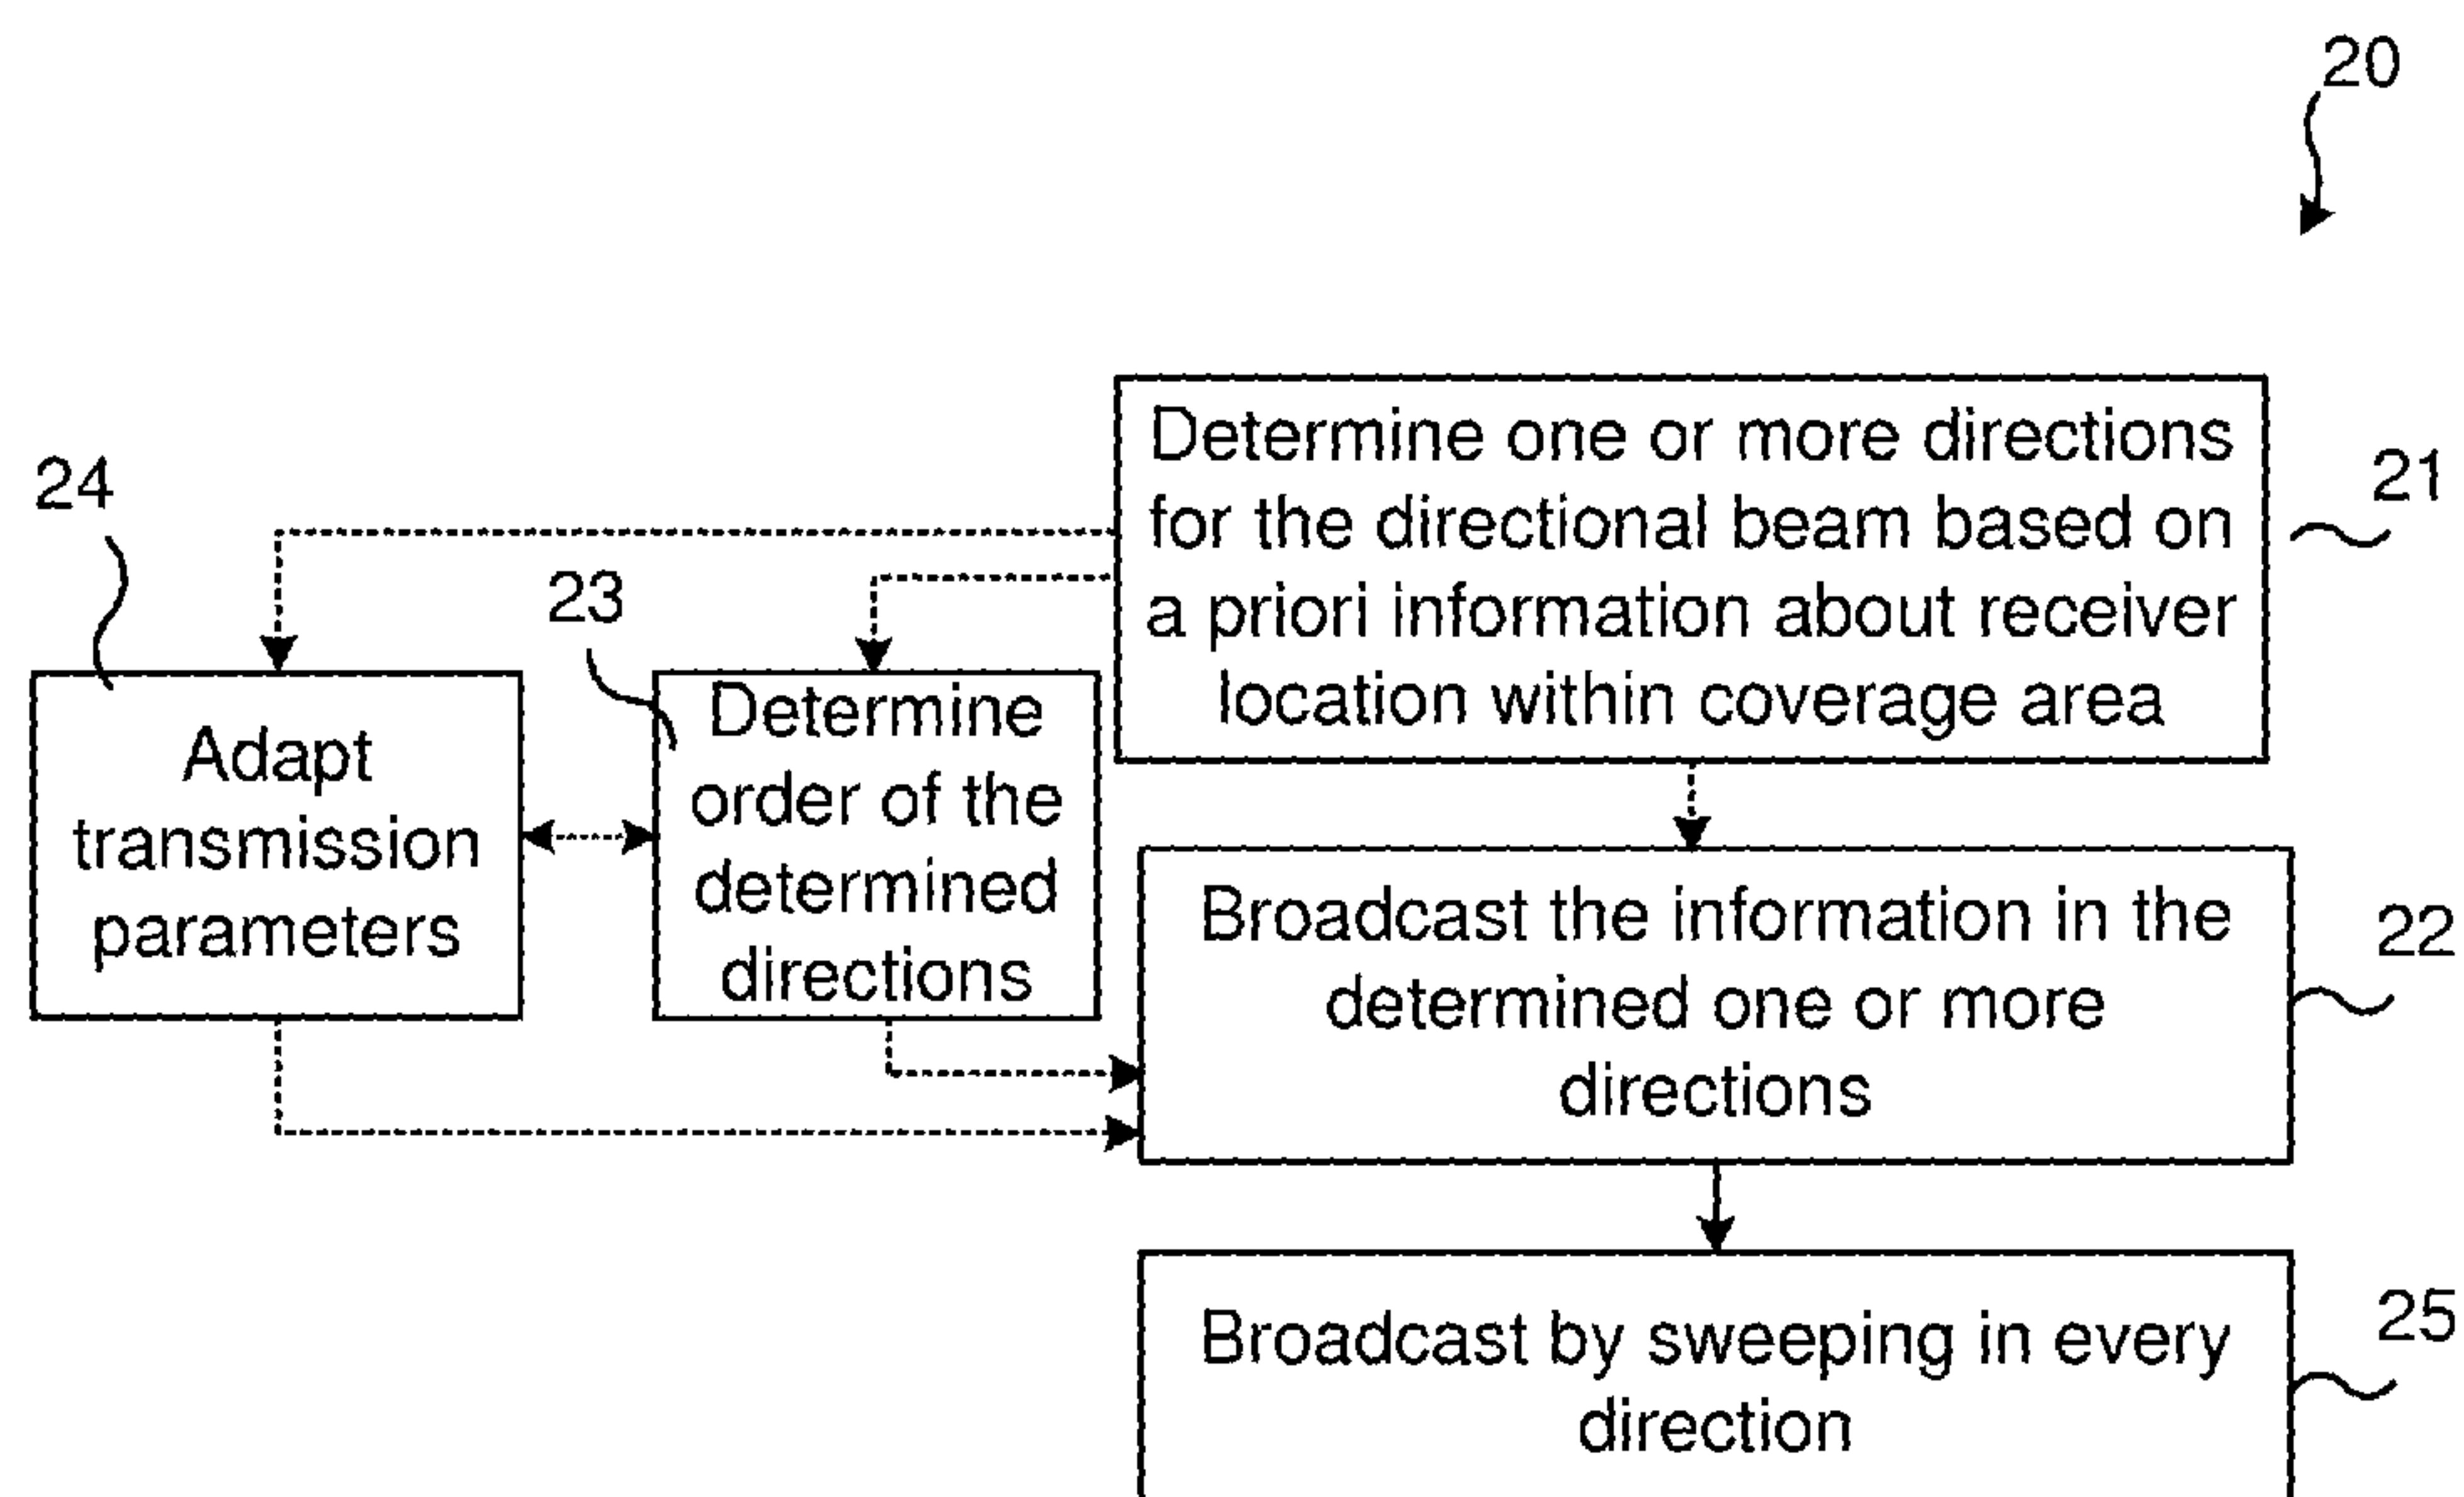 20
Determine one or more directions
for the directional beam based on
a priori information about receiver
location within coverage area
21
24
23
Adapt
transmission
parameters
Determine
order of the
determined
directions
Broadcast the information in the
determined one or more
directions
22
Broadcast by sweeping in every
direction
25